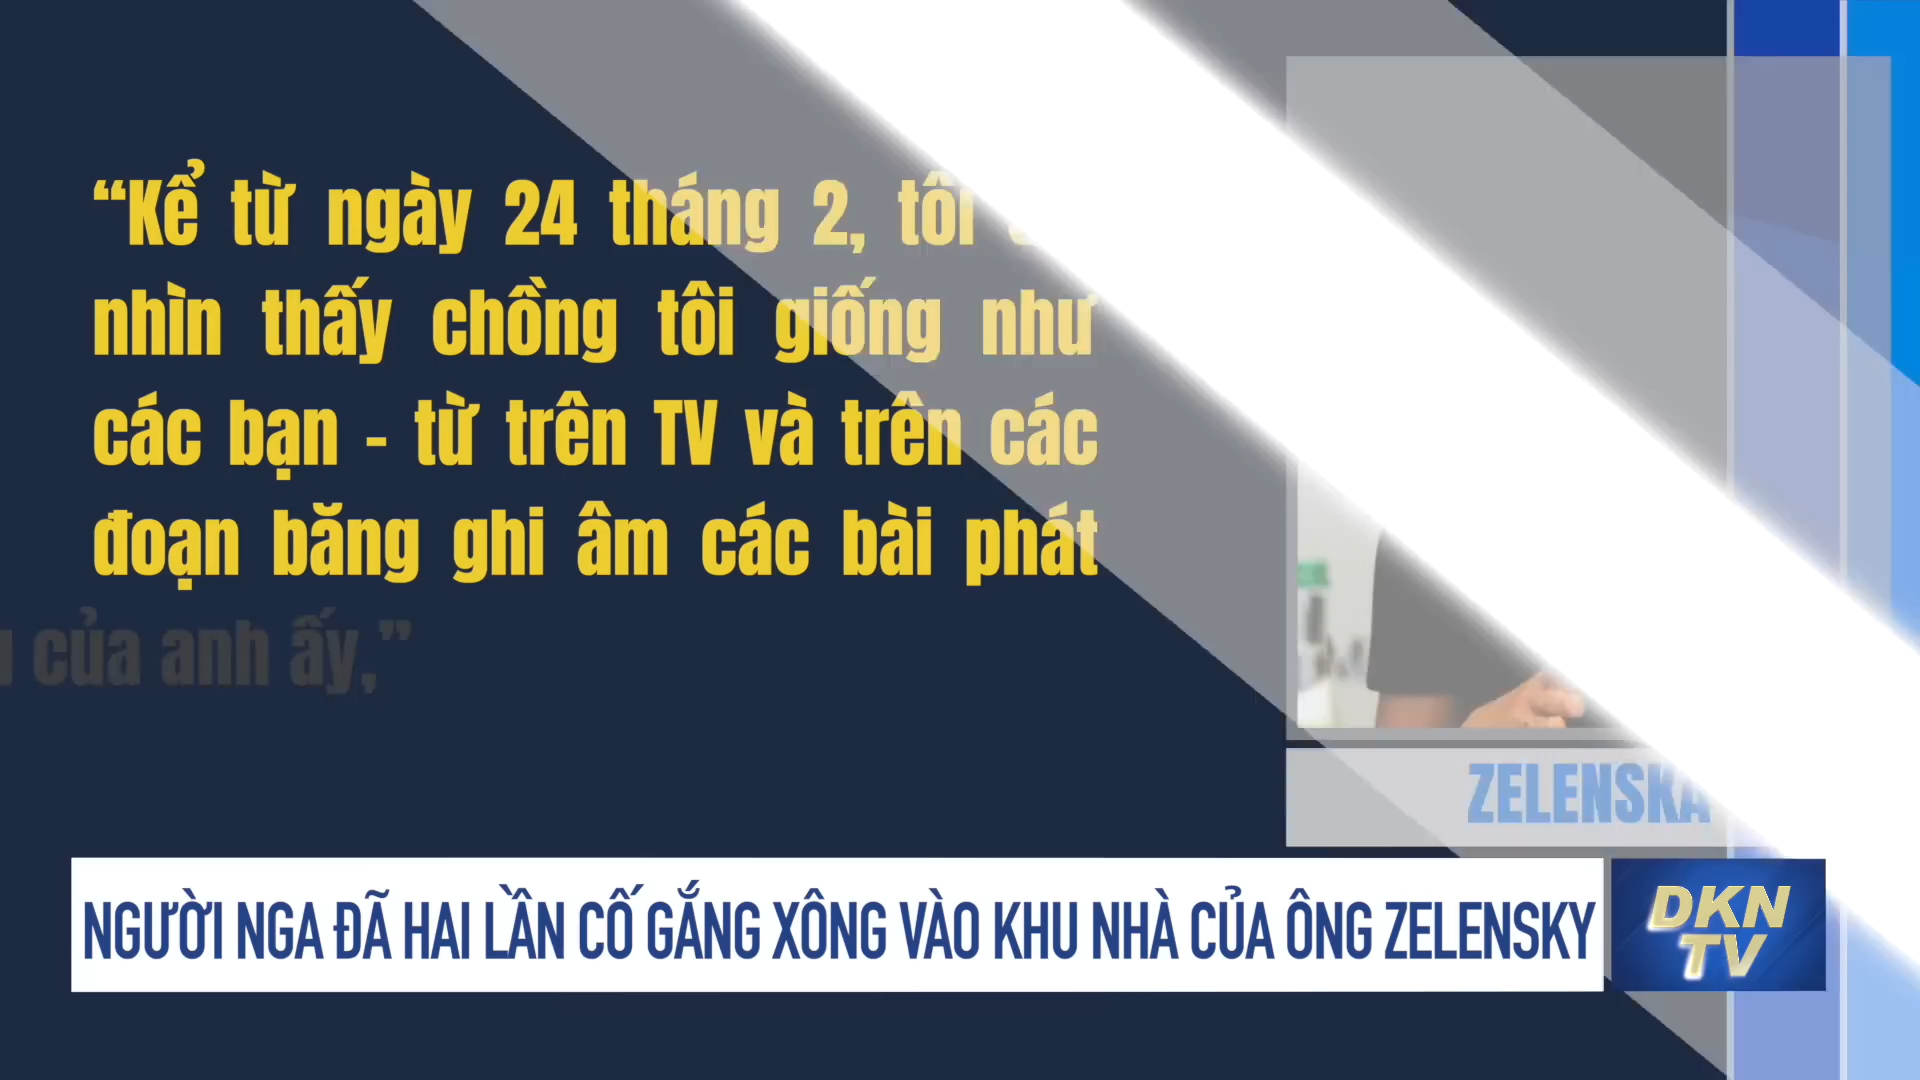 “Kể từ ngày 24 tháng 2, tôi
nhìn thấy chồng tôi giống như
các bạn - từ trên TV và trên các
đoạn băng ghi âm các bài phát
của anh ấy,”
ZELENSKA
NGƯỜI NGA ĐÃ HAI LẦN CỐ GẮNG XÔNG VÀO KHU NHÀ CỦA ÔNG ZELENSKY
DKN
TV